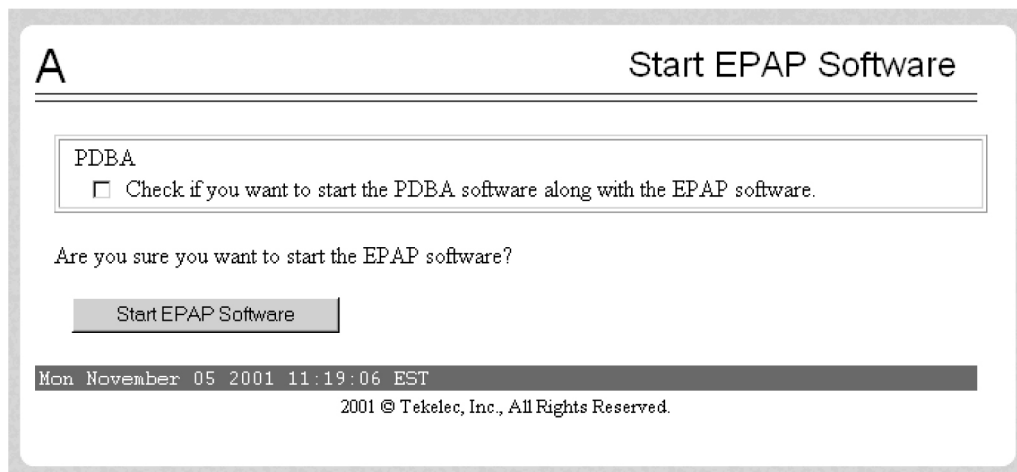 A
Start EPAP Software
PDBA
Check if you want to start the PDBA software along with the EPAP software.
Are you sure you want to start the EPAP software?
Start EPAP Software
Mon November 05 2001 11:19:06 EST
2001 © Tekelec, Inc., All Rights Reserved.